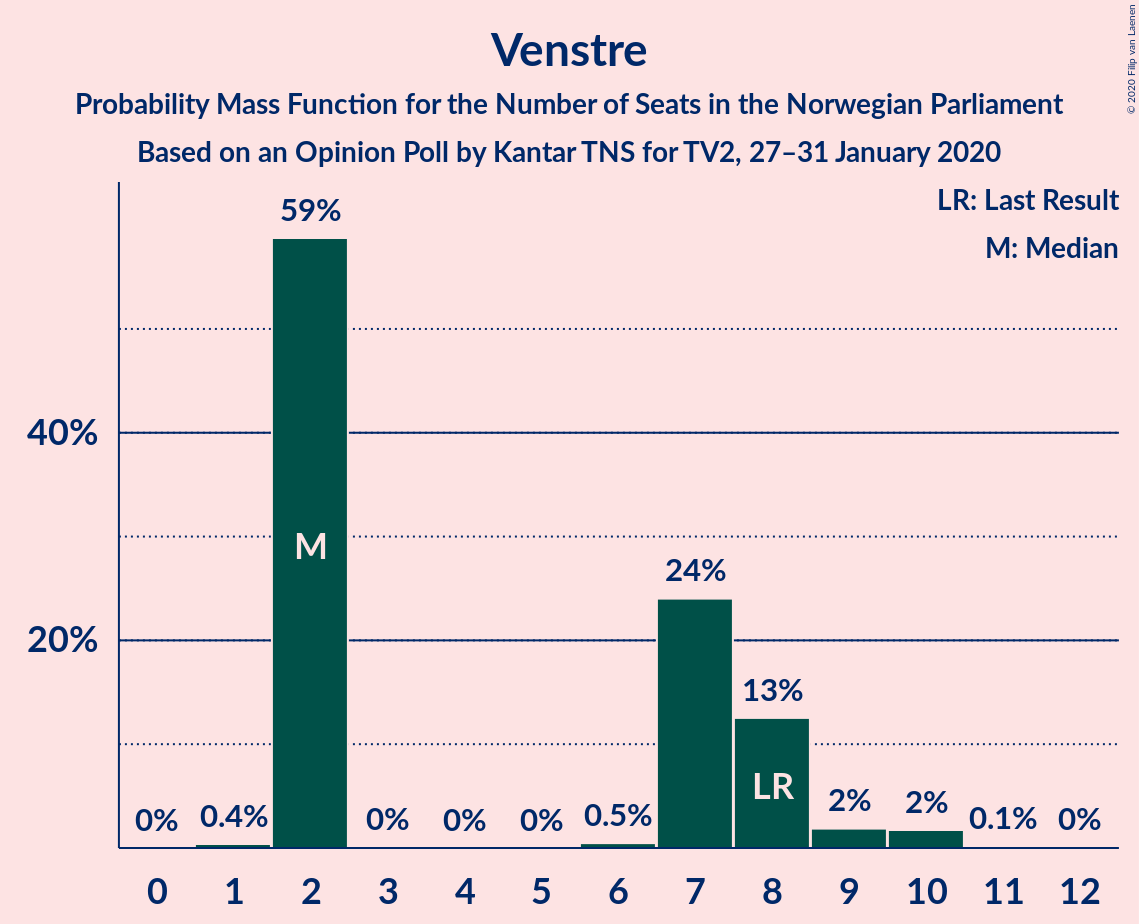 Venstre
Probability Mass Function for the Number of Seats in the Norwegian Parliament
Based on an Opinion Poll by Kantar TNS for TV2, 27–31 January 2020
© 2020 Filip van Laenen
LR: Last Result
M: Median
59%
40%
M
24%
20%
13%
LR
0%
0.4%
0%
0%
0%
0.5%
2%
2%
0.1%
0%
0 1 2 3 4 5 6 7 8 9 10 11 12